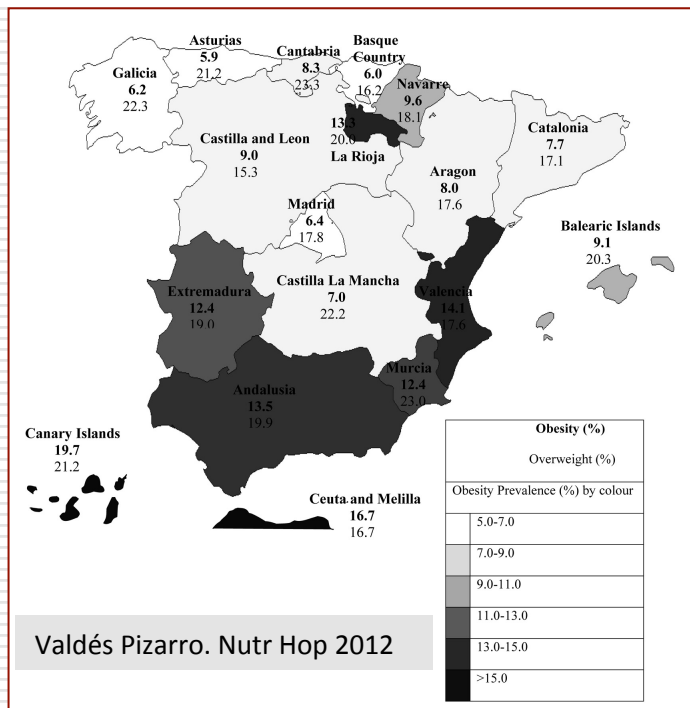 Asturias
5.9
21.2
Cantabria
8.3
23.3
Basque
Country
6.0
16.2
Galicia
6.2
22.3
Navarre
9.6
18.1
13.3
20.0
La Rioja
Castilla and Leon
9.0
15.3
Catalonia
7.7
17.1
Aragon
8.0
17.6
Madrid
6.4
17.8
Balearic Islands
9.1
20.3
Castilla La Mancha
7.0
22.2
Extremadura
12.4
19.0
Valencia
14.1
17.6
Murcia
12.4
23.0
Andalusia
13.5
19.9
Canary Islands
19.7
21.2
Ceuta and Melilla
16.7
16.7
Obesity (%)
Overweight (%)
Obesity Prevalence (%) by colour
5.0-7.0
7.0-9.0
9.0-11.0
11.0-13.0
13.0-15.0
>15.0
Valdés Pizarro. Nutr Hop 2012